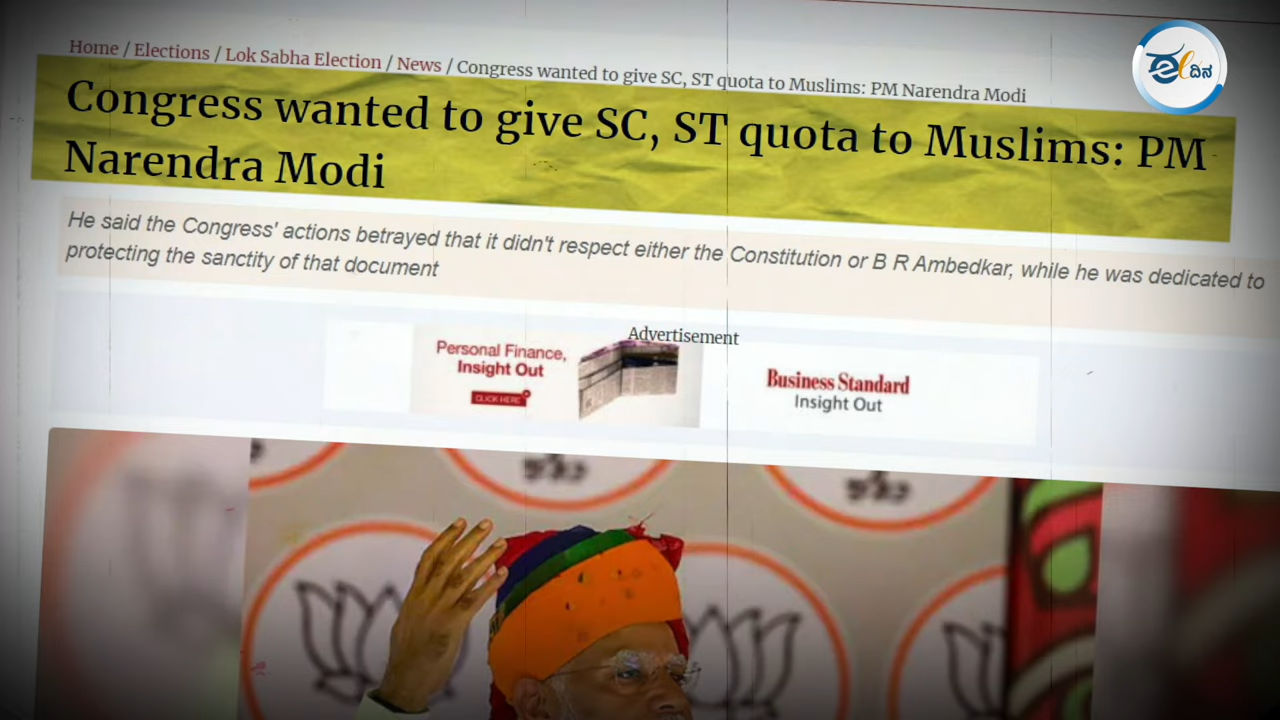 Home / Elections / Lok Sabha Election / News / Congress wanted to give SC, ST quota to Muslims: PM Narendra Modi
ಈದಿನ
Congress wanted to give SC, ST quota to Muslims: PM
Narendra Modi
He said the Congress' actions betrayed that it didn't respect either the Constitution or B R Ambedkar, while he was dedicated to
protecting the sanctity of that document
Advertisement
Personal Finance,
Insight Out
CLICK HERE
Business Standard
Insight Out